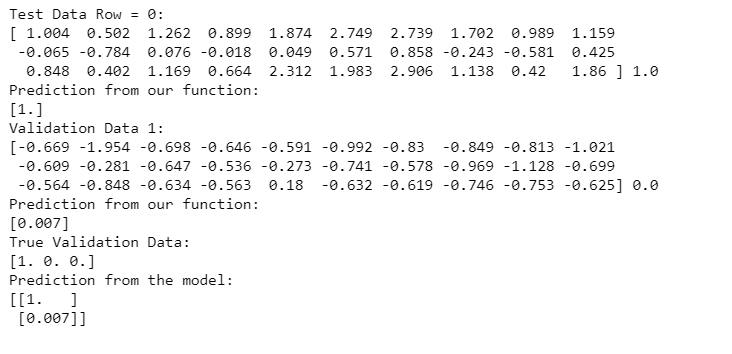 Test Data Row = 0:
[ 1.004  0.502  1.262  0.899  1.874  2.749  2.739  1.702  0.989  1.159
 -0.065 -0.784  0.076 -0.018  0.049  0.571  0.858 -0.243 -0.581  0.425
  0.848  0.402  1.169  0.664  2.312  1.983  2.906  1.138  0.42   1.86 ] 1.0
Prediction from our function:
[1.]
Validation Data 1:
[-0.669 -1.954 -0.698 -0.646 -0.591 -0.992 -0.83  -0.849 -0.813 -1.021
 -0.609 -0.281 -0.647 -0.536 -0.273 -0.741 -0.578 -0.969 -1.128 -0.699
 -0.564 -0.848 -0.634 -0.563  0.18  -0.632 -0.619 -0.746 -0.753 -0.625] 0.0
Prediction from our function:
[0.007]
True Validation Data:
[1. 0. 0.]
Prediction from the model:
[[1.   ]
 [0.007]]